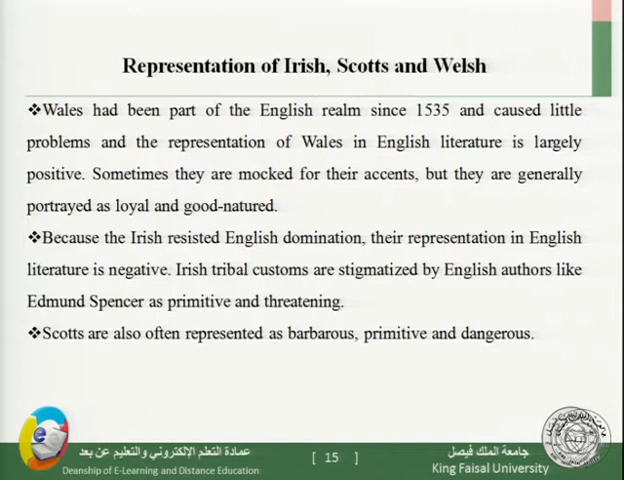 Representation of Irish, Scotts and Welsh
❖Wales had been part of the English realm since 1535 and caused little
problems and the representation of Wales in English literature is largely
positive. Sometimes they are mocked for their accents, but they are generally
portrayed as loyal and good-natured.
❖Because the Irish resisted English domination, their representation in English
literature is negative. Irish tribal customs are stigmatized by English authors like
Edmund Spencer as primitive and threatening.
❖Scotts are also often represented as barbarous, primitive and dangerous.
عمادة التعلم الإلكتروني والتعليم عن بعد
Deanship of E-Learning and Distance Education
[ 15 ]
جامعة الملك فيصل
King Faisal University